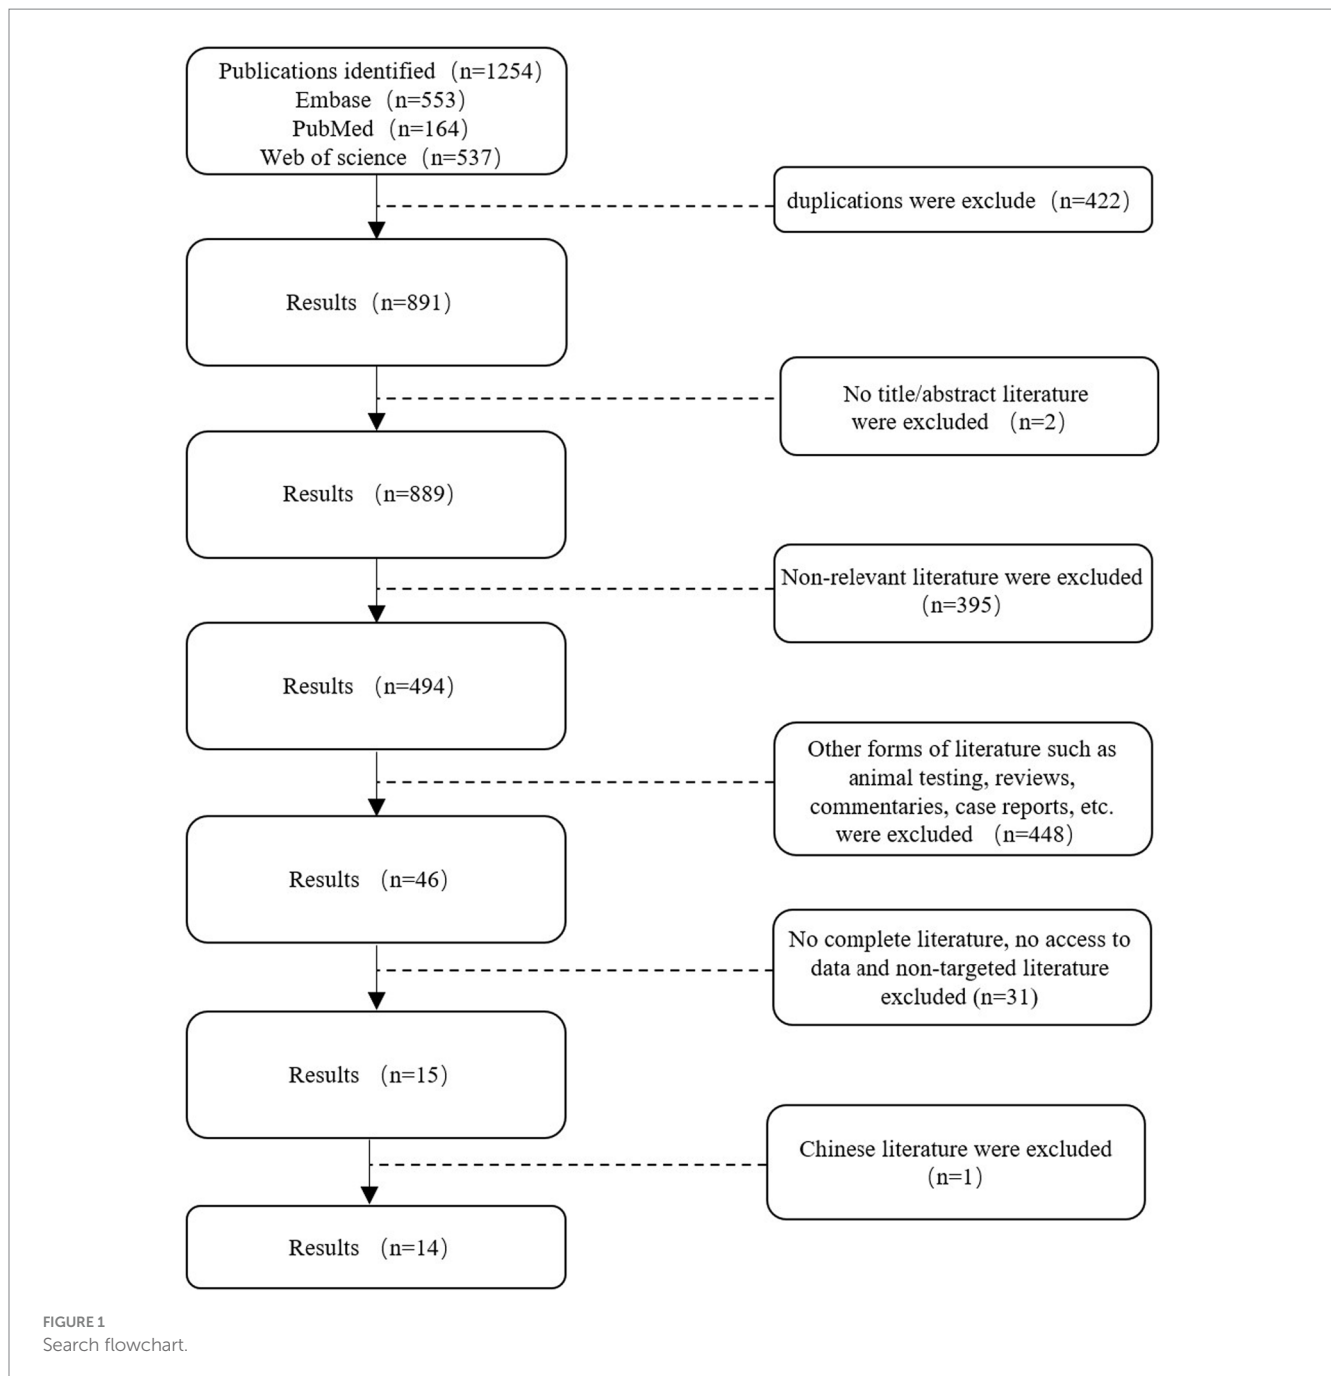 Publications identified（n=1254）
Embase（n=553）
PubMed（n=164）
Web of science（n=537）
duplications were exclude（n=422）
Results（n=891）
No title/abstract literature
were excluded （n=2）
Results （n=889）
Non-relevant literature were excluded
（n=395）
Results （n=494）
Other forms of literature such as
animal testing, reviews,
commentaries, case reports, etc.
were excluded （n=448）
Results （n=46）
No complete literature, no access to
data and non-targeted literature
excluded (n=31)
Results （n=15）
Chinese literature were excluded
（n=1）
Results （n=14）
FIGURE 1
Search flowchart.